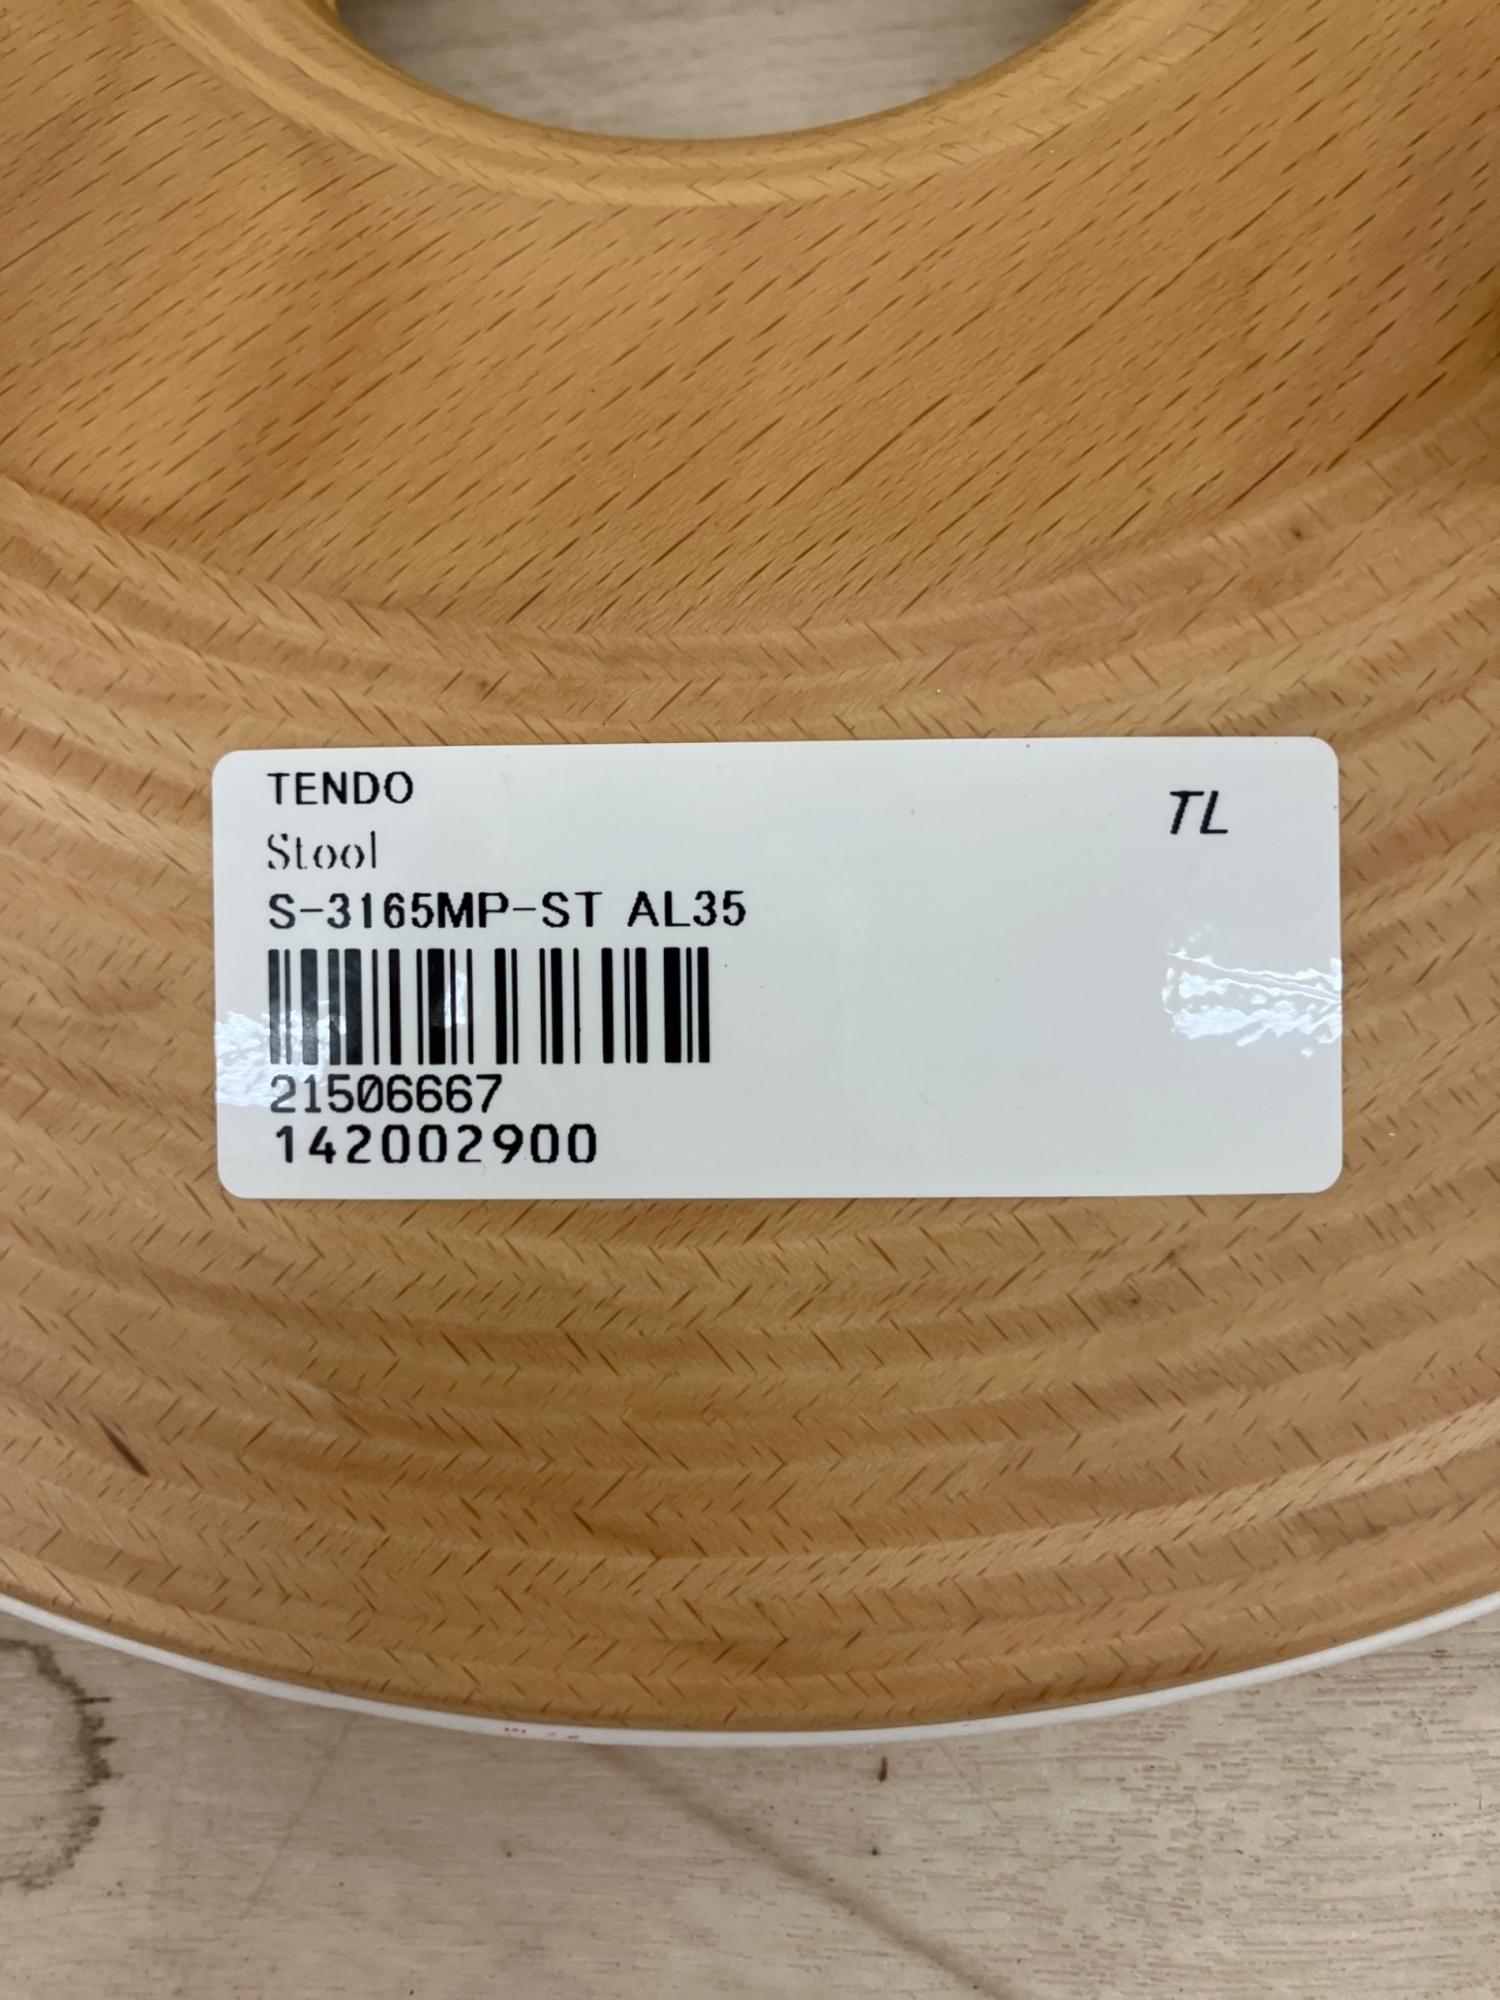 TENDO
TL
Stool
S-3165MP-ST AL35
21506667
142002900